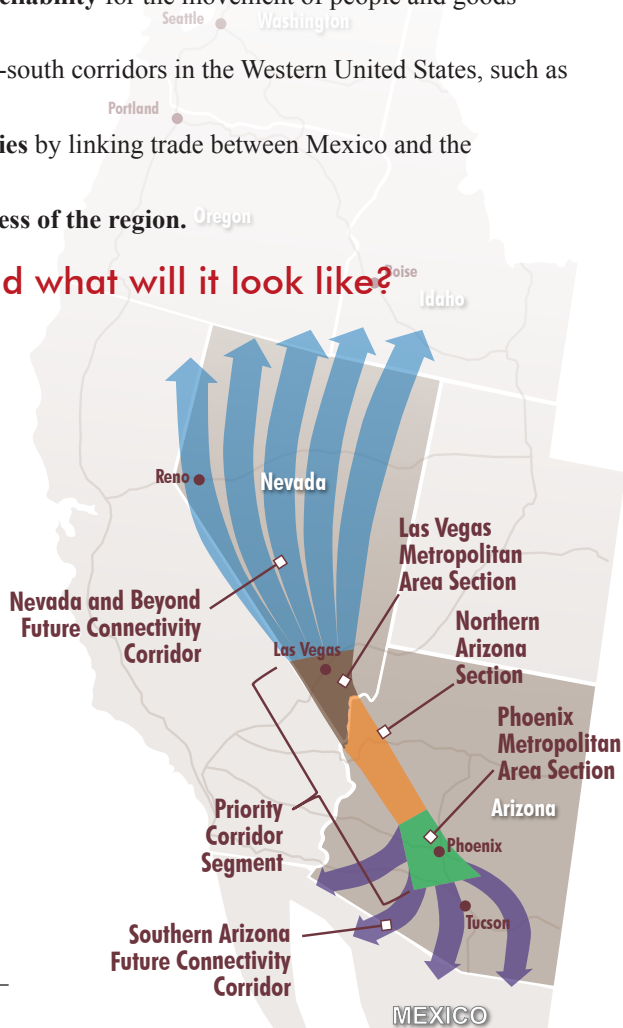 for the movement of people and goods
Seattle
Washington
-south corridors in the Western United States, such as
Portland
by linking trade between Mexico and the
ess of the region.
Oregon
d what will it look like?
Boise
Idaho
Reno
Nevada
Las Vegas
Metropolitan
Area Section
Nevada and Beyond
Future Connectivity
Corridor
Northern
Arizona
Section
Las Vegas
Phoenix
Metropolitan
Area Section
Arizona
Priority
Corridor
Segment
Phoenix
Tucson
Southern Arizona
Future Connectivity
Corridor
MEXICO